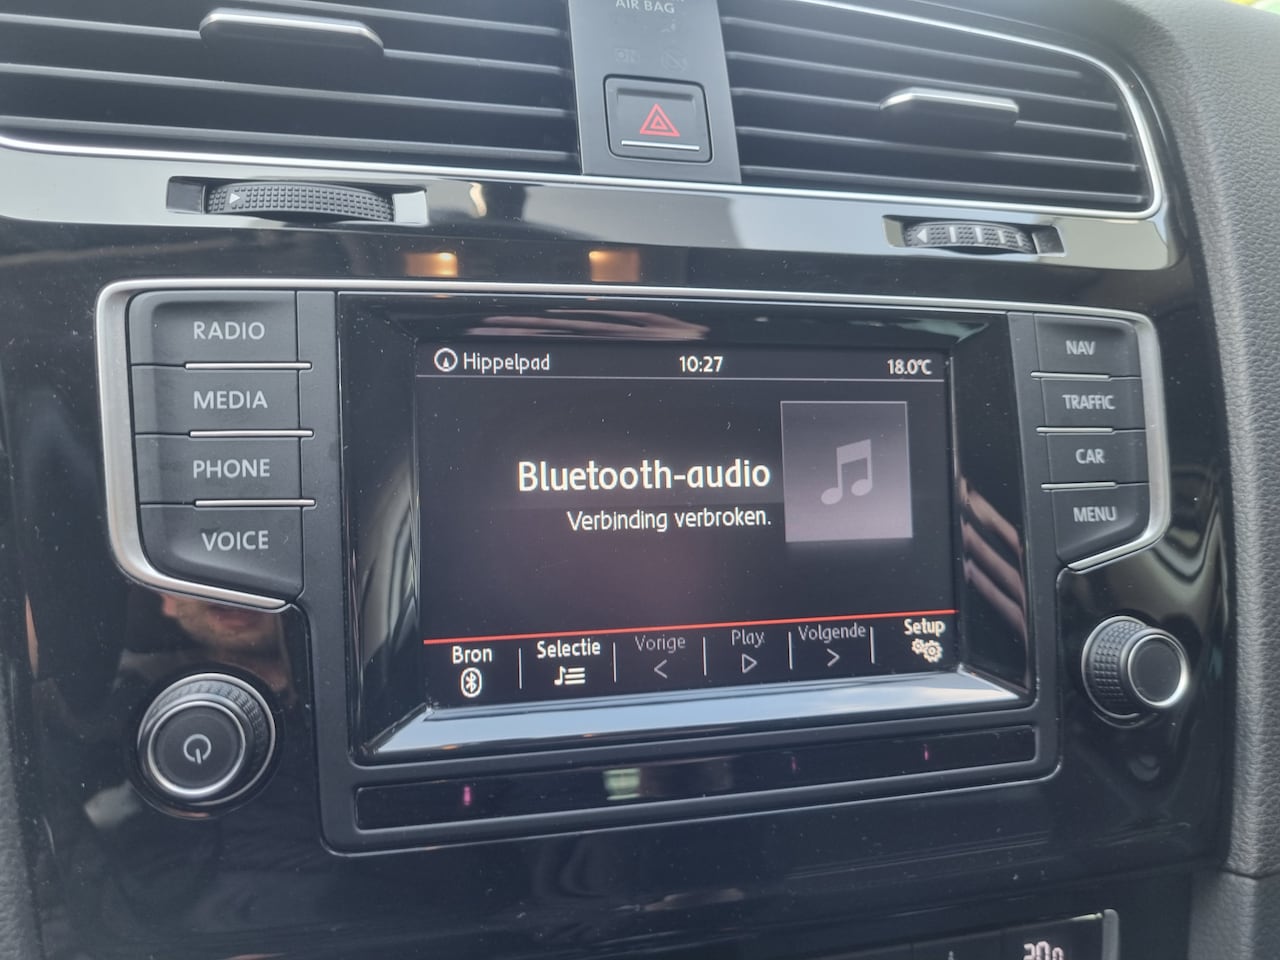 AIR BAG
ON
RADIO
MEDIA
PHONE
VOICE
Hippelpad 10:27 18.0°C
Bluetooth-audio
Verbinding verbroken.
Bron Selectie Vorige Play Volgende Setup
NAV
TRAFFIC
CAR
MENU